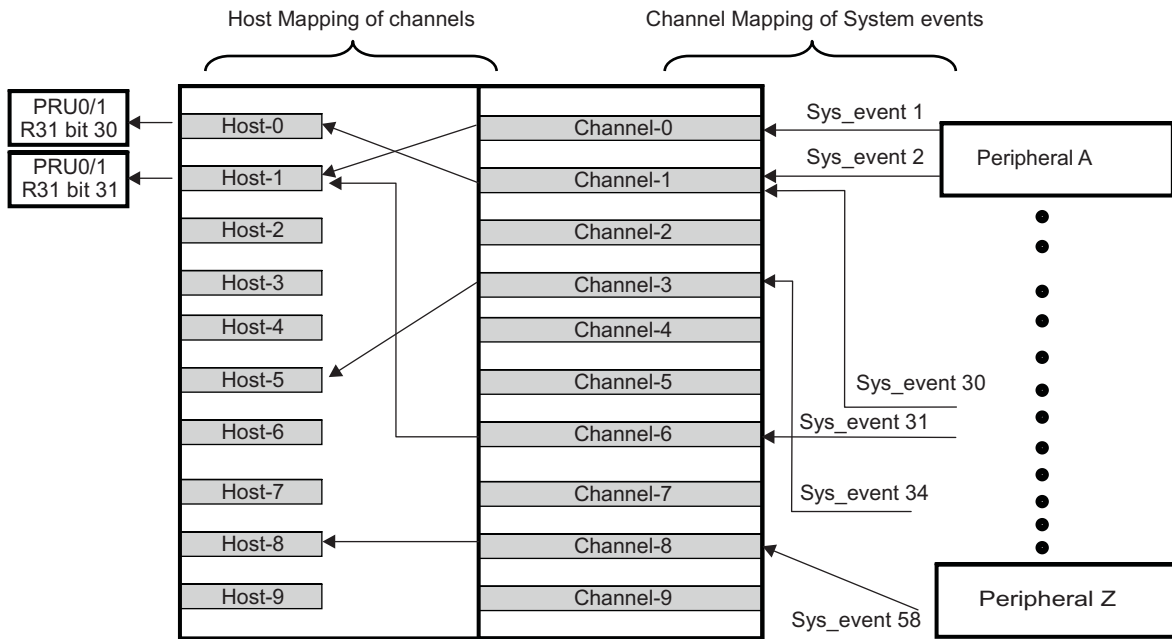 Host Mapping of channels
Channel Mapping of System events
PRU0/1
R31 bit 30
PRU0/1
R31 bit 31
Host-0
Host-1
Host-2
Host-3
Host-4
Host-5
Host-6
Host-7
Host-8
Host-9
Channel-0
Channel-1
Channel-2
Channel-3
Channel-4
Channel-5
Channel-6
Channel-7
Channel-8
Channel-9
Sys_event 1
Sys_event 2
Sys_event 30
Sys_event 31
Sys_event 34
Sys_event 58
Peripheral A
Peripheral Z